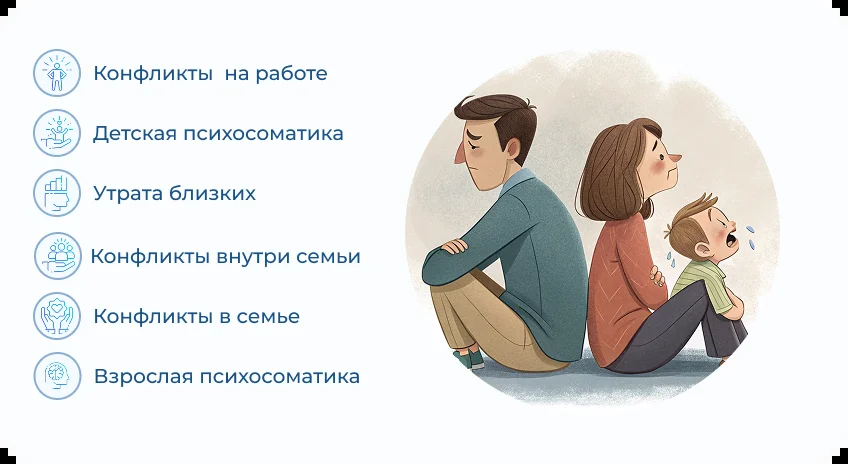 Конфликты на работе
Детская психосоматика
Утрата близких
Конфликты внутри семьи
Конфликты в семье
Взрослая психосоматика